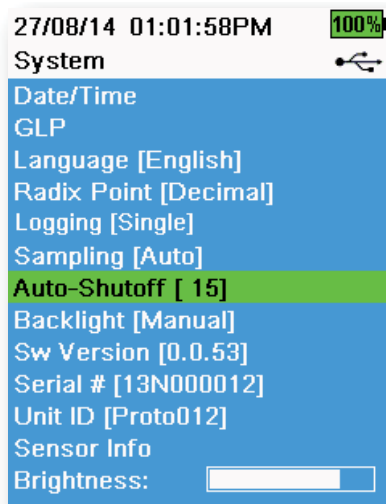 27/08/14 01:01:58PM 100%
System
Date/Time
GLP
Language [English]
Radix Point [Decimal]
Logging [Single]
Sampling [Auto]
Auto-Shutoff [ 15]
Backlight [Manual]
Sw Version [0.0.53]
Serial # [13N000012]
Unit ID [Proto012]
Sensor Info
Brightness: